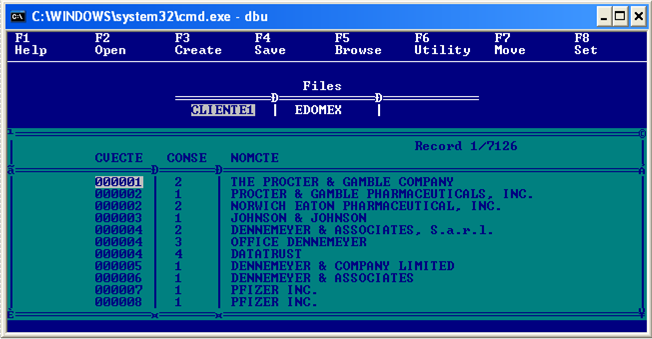 C:\WINDOWS\system32\cmd.exe - dbu
F1 F2 F3 F4 F5 F6 F7 F8
Help Open Create Save Browse Utility Move Set
Files
CLIENTE1 | EDOMEX |
Record 1/7126
CVECTE CONSE NOMCTE
000001 2 THE PROCTER & GAMBLE COMPANY
000002 1 PROCTER & GAMBLE PHARMACEUTICALS, INC.
000002 2 NORWICH EATON PHARMACEUTICAL, INC.
000003 1 JOHNSON & JOHNSON
000004 2 DENNEMEYER & ASSOCIATES, S.a.r.l.
000004 3 OFFICE DENNEMEYER
000004 4 DATATRUST
000005 1 DENNEMEYER & COMPANY LIMITED
000006 1 DENNEMEYER & ASSOCIATES
000007 1 PFIZER INC.
000008 1 PFIZER INC.